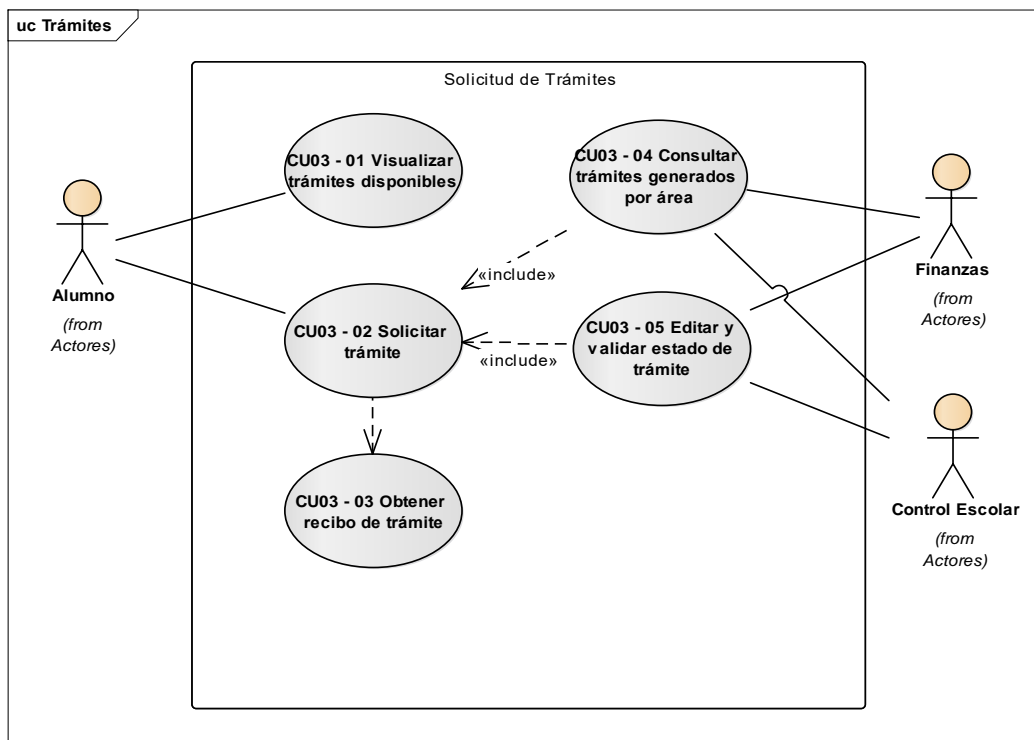 uc Trámites
Solicitud de Trámites
CU03 - 01 Visualizar
trámites disponibles
CU03 - 04 Consultar
trámites generados
por área
«include»
CU03 - 02 Solicitar
trámite
«include»
CU03 - 05 Editar y
validar estado de
trámite
CU03 - 03 Obtener
recibo de trámite
Alumno
(from
Actores)
Finanzas
(from
Actores)
Control Escolar
(from
Actores)